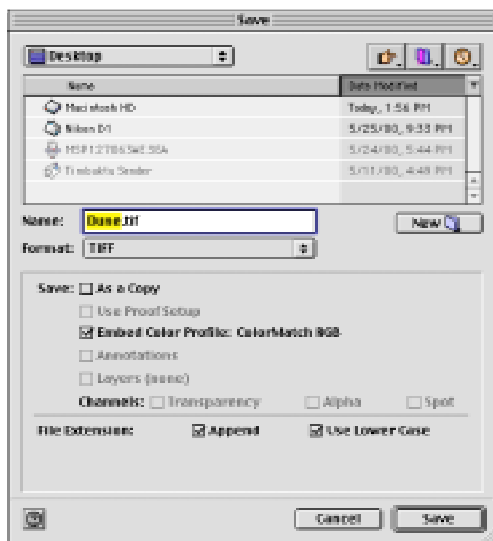 Save
Desktop
Name Date Modified
Macintosh HD Today, 1:56 PM
Nikon D1 5/25/00, 9:33 PM
5/24/00, 5:44 PM
Timbuktu Sender 5/11/00, 4:48 PM
Name: Dune.tif
New
Format: TIFF
Save: As a Copy
Use Proof Setup
Embed Color Profile: ColorMatch RGB
Annotations
Layers (none)
Channels: Transparency Alpha Spot
File Extension: Append Use Lower Case
Cancel Save